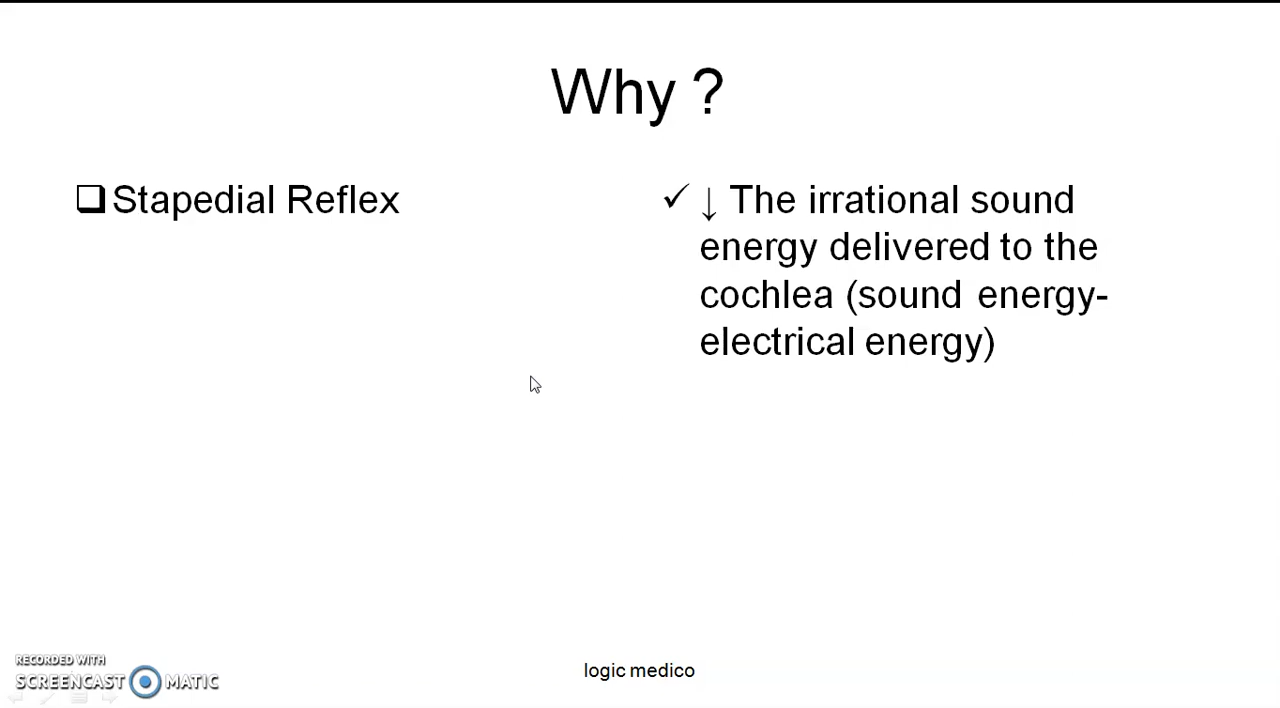 Why ?
❑ Stapedial Reflex
✓ ↓ The irrational sound
energy delivered to the
cochlea (sound energy-
electrical energy)
RECORDED WITH
SCREENCAST MATIC
logic medico